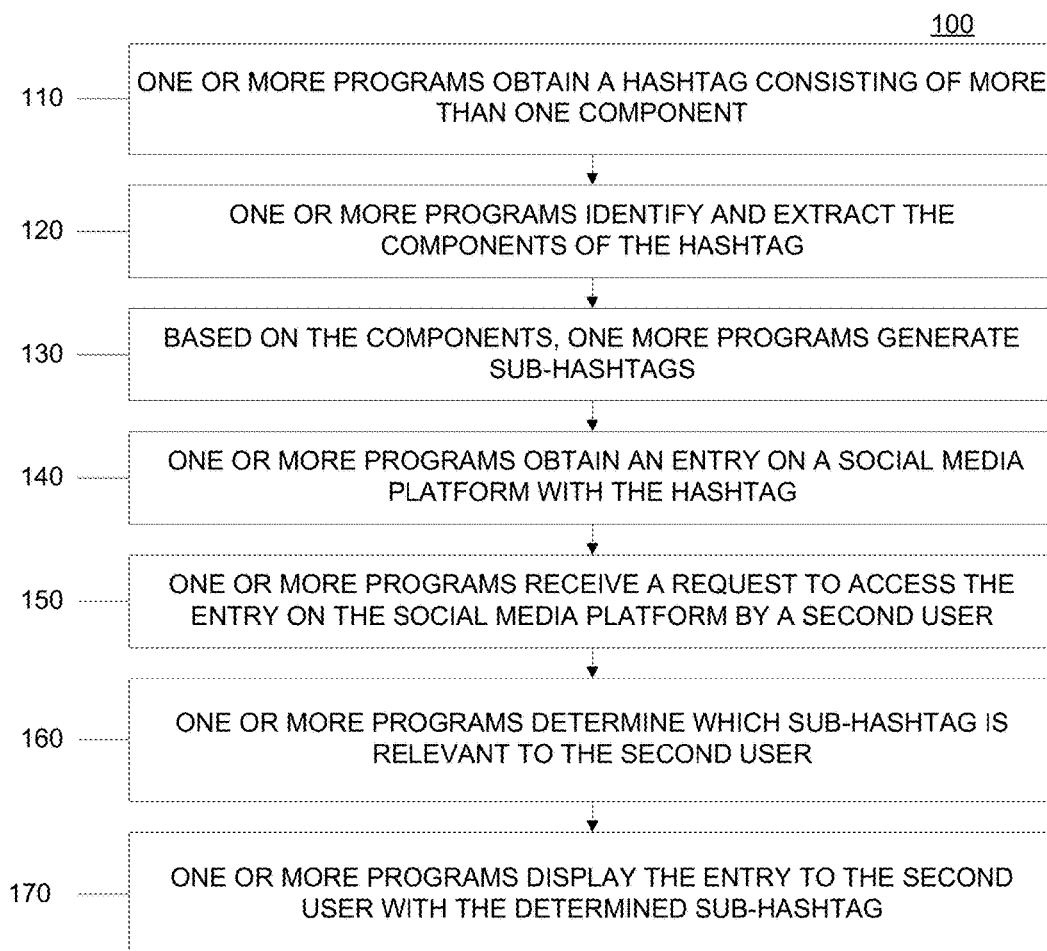 100
110
ONE OR MORE PROGRAMS OBTAIN A HASHTAG CONSISTING OF MORE
THAN ONE COMPONENT
120
ONE OR MORE PROGRAMS IDENTIFY AND EXTRACT THE
COMPONENTS OF THE HASHTAG
130
BASED ON THE COMPONENTS, ONE MORE PROGRAMS GENERATE
SUB-HASHTAGS
140
ONE OR MORE PROGRAMS OBTAIN AN ENTRY ON A SOCIAL MEDIA
PLATFORM WITH THE HASHTAG
150
ONE OR MORE PROGRAMS RECEIVE A REQUEST TO ACCESS THE
ENTRY ON THE SOCIAL MEDIA PLATFORM BY A SECOND USER
160
ONE OR MORE PROGRAMS DETERMINE WHICH SUB-HASHTAG IS
RELEVANT TO THE SECOND USER
170
ONE OR MORE PROGRAMS DISPLAY THE ENTRY TO THE SECOND
USER WITH THE DETERMINED SUB-HASHTAG